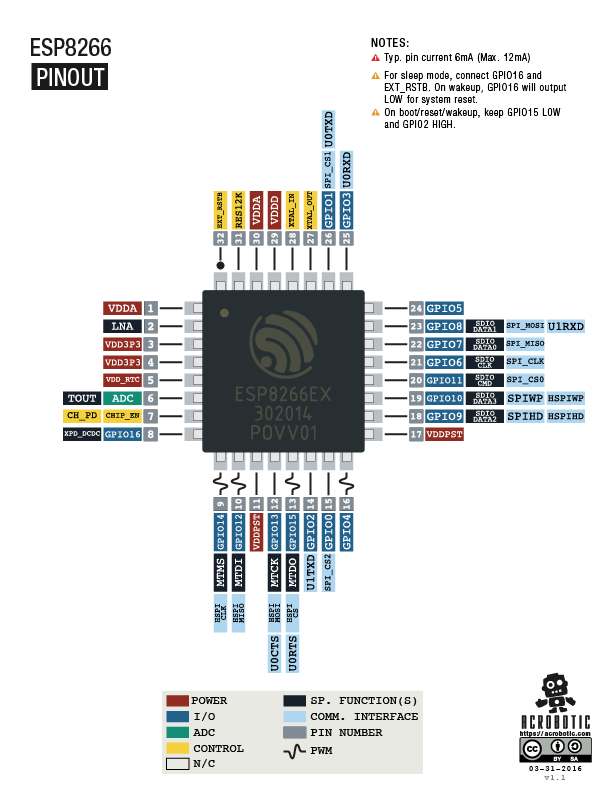 ESP8266
PINOUT
NOTES:
Typ. pin current 6mA (Max. 12mA)
For sleep mode, connect GPIO16 and
EXT_RSTB. On wakeup, GPIO16 will output
LOW for system reset.
On boot/reset/wakeup, keep GPIO15 LOW
and GPIO2 HIGH.
32 EXT_RSTB
31 RES12K
30 VDDA
29 VDDD
28 XTAL_IN
27 XTAL_OUT
26 GPIO1 SPI_CS1 U0TXD
25 GPIO3 U0RXD
VDDA 1
LNA 2
VDD3P3 3
VDD3P3 4
VDD_RTC 5
TOUT ADC 6
CH_PD CHIP_EN 7
XPD_DCDC GPIO16 8
ESP8266EX
302014
POVV01
24 GPIO5
23 GPIO8 SDIO DATA1 SPI_MOSI U1RXD
22 GPIO7 SDIO DATA0 SPI_MISO
21 GPIO6 SDIO CLK SPI_CLK
20 GPIO11 SDIO CMD SPI_CS0
19 GPIO10 SDIO DATA3 SPIWP HSPIWP
18 GPIO9 SDIO DATA2 SPIHD HSPIHD
17 VDDPST
9 GPIO14 MTMS HSPI CLK
10 GPIO12 MTDI HSPI MISO
11 VDDPST
12 GPIO13 MTCK HSPI MOSI U0CTS
13 GPIO15 MTDO HSPI CS U0RTS
14 GPIO2 U1TXD
15 GPIO0 SPI_CS2
16 GPIO4
POWER
I/O
ADC
CONTROL
N/C
SP. FUNCTION(S)
COMM. INTERFACE
PIN NUMBER
PWM
ACROBOTIC
https://acrobotic.com/
cc BY SA
03-31-2016
v1.1